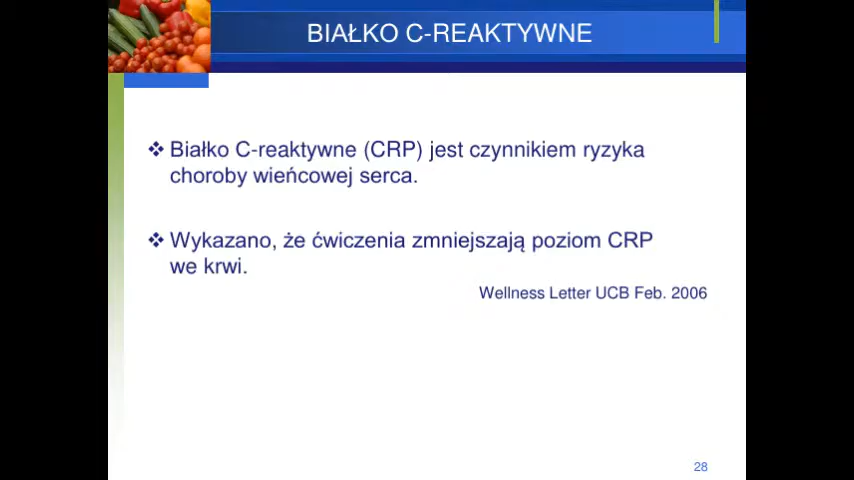 BIAŁKO C-REAKTYWNE
❖ Białko C-reaktywne (CRP) jest czynnikiem ryzyka
choroby wieńcowej serca.
❖ Wykazano, że ćwiczenia zmniejszają poziom CRP
we krwi.
Wellness Letter UCB Feb. 2006
28